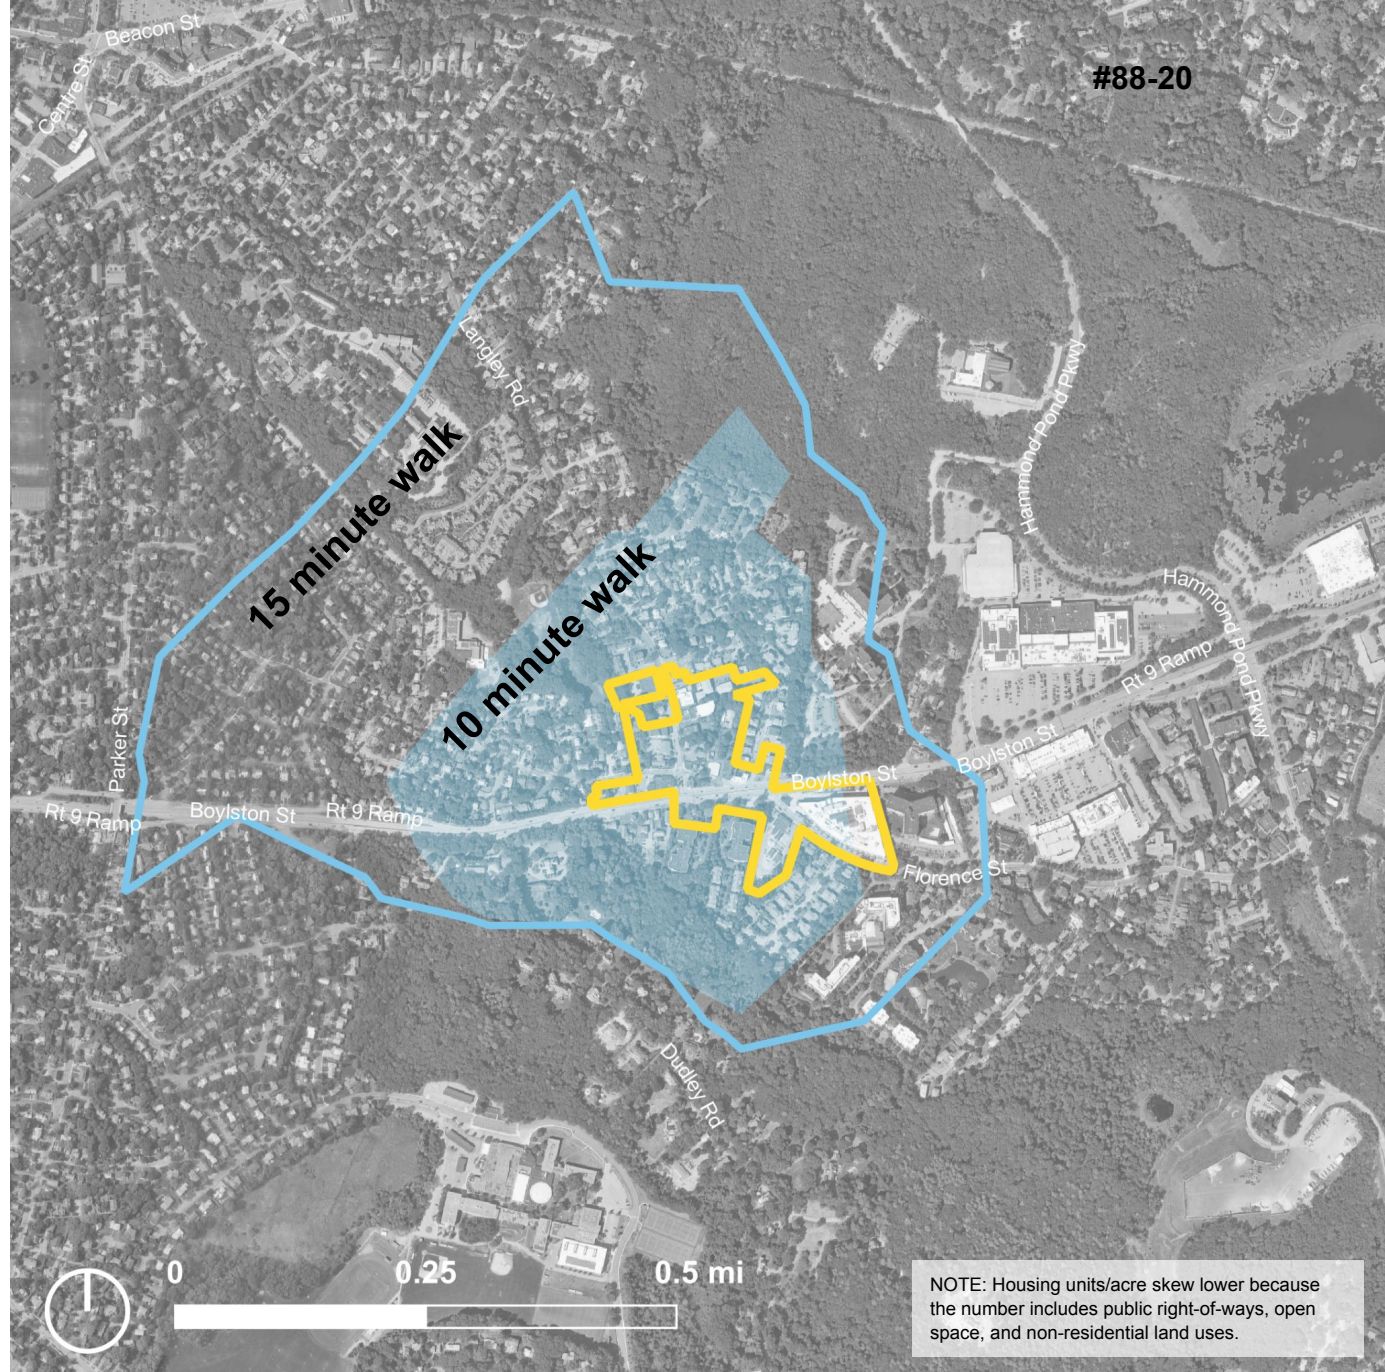 Beacon St
#88-20
Centre St
Langley Rd
Hammond Pond Pkwy
15 minute walk
10 minute walk
Hammond Pond Pkwy
Rt 9 Ramp
Parker St
Boylston St
Boylston St
Rt 9 Ramp
Boylston St
Rt 9 Ramp
Florence St
Dudley Rd
0 0.25 0.5 mi
NOTE: Housing units/acre skew lower because
the number includes public right-of-ways, open
space, and non-residential land uses.